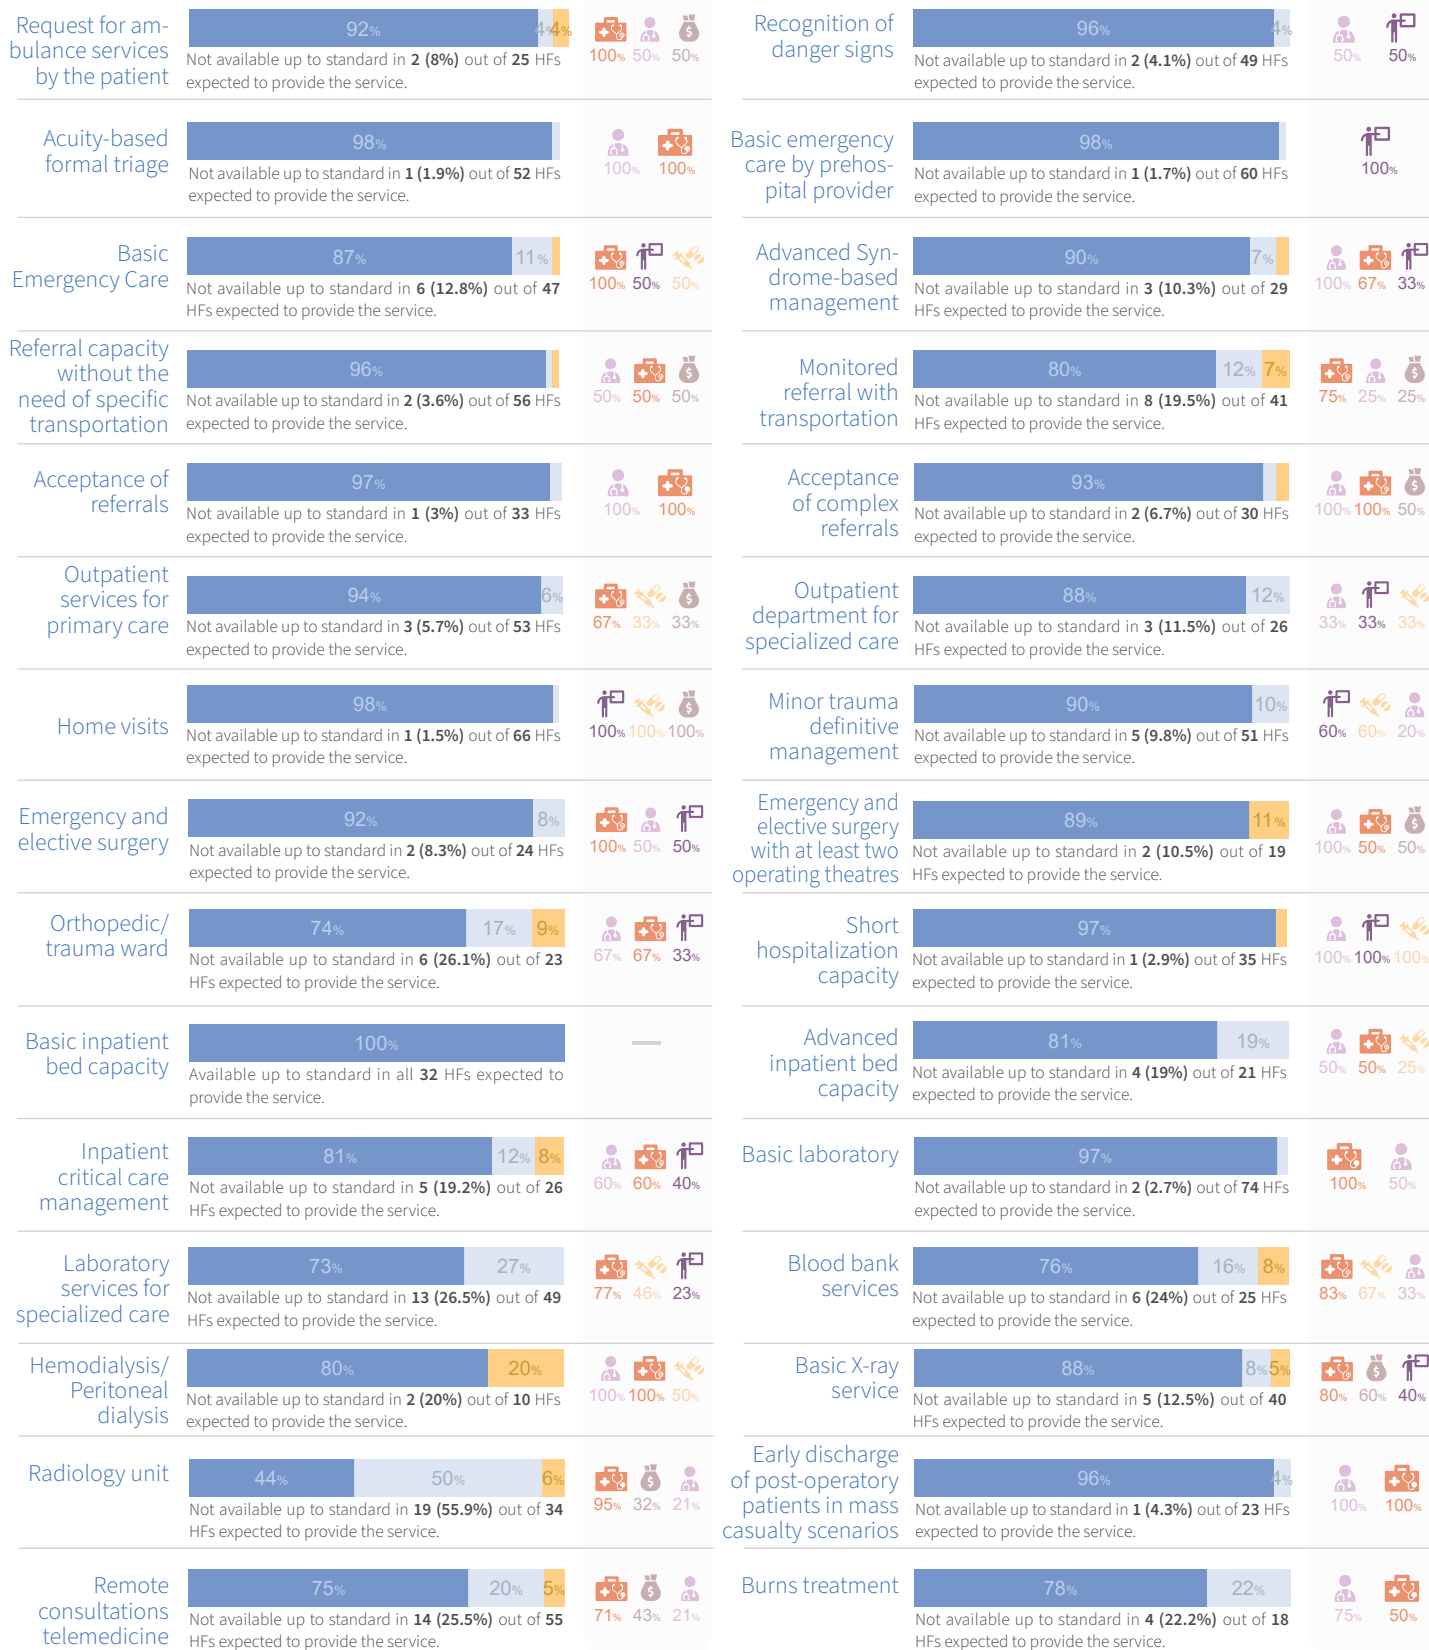 Request for am-
bulance services
by the patient
92%
4%
4%
Not available up to standard in 2 (8%) out of 25 HFs
expected to provide the service.
100% 50% 50%
Recognition of
danger signs
96%
4%
Not available up to standard in 2 (4.1%) out of 49 HFs
expected to provide the service.
50% 50%
Acuity-based
formal triage
98%
Not available up to standard in 1 (1.9%) out of 52 HFs
expected to provide the service.
100% 100%
Basic emergency
care by prehos-
pital provider
98%
Not available up to standard in 1 (1.7%) out of 60 HFs
expected to provide the service.
100%
Basic
Emergency Care
87%
11%
Not available up to standard in 6 (12.8%) out of 47
HFs expected to provide the service.
100% 50% 50%
Advanced Syn-
drome-based
management
90%
7%
Not available up to standard in 3 (10.3%) out of 29
HFs expected to provide the service.
100% 67% 33%
Referral capacity
without the
need of specific
transportation
96%
Not available up to standard in 2 (3.6%) out of 56 HFs
expected to provide the service.
50% 50% 50%
Monitored
referral with
transportation
80%
12%
7%
Not available up to standard in 8 (19.5%) out of 41
HFs expected to provide the service.
75% 25% 25%
Acceptance of
referrals
97%
Not available up to standard in 1 (3%) out of 33 HFs
expected to provide the service.
100% 100%
Acceptance
of complex
referrals
93%
Not available up to standard in 2 (6.7%) out of 30 HFs
expected to provide the service.
100% 100% 50%
Outpatient
services for
primary care
94%
6%
Not available up to standard in 3 (5.7%) out of 53 HFs
expected to provide the service.
67% 33% 33%
Outpatient
department for
specialized care
88%
12%
Not available up to standard in 3 (11.5%) out of 26
HFs expected to provide the service.
33% 33% 33%
Home visits
98%
Not available up to standard in 1 (1.5%) out of 66 HFs
expected to provide the service.
100% 100% 100%
Minor trauma
definitive
management
90%
10%
Not available up to standard in 5 (9.8%) out of 51 HFs
expected to provide the service.
60% 60% 20%
Emergency and
elective surgery
92%
8%
Not available up to standard in 2 (8.3%) out of 24 HFs
expected to provide the service.
100% 50% 50%
Emergency and
elective surgery
with at least two
operating theatres
89%
11%
Not available up to standard in 2 (10.5%) out of 19
HFs expected to provide the service.
100% 50% 50%
Orthopedic/
trauma ward
74%
17%
9%
Not available up to standard in 6 (26.1%) out of 23
HFs expected to provide the service.
67% 67% 33%
Short
hospitalization
capacity
97%
Not available up to standard in 1 (2.9%) out of 35 HFs
expected to provide the service.
100% 100% 100%
Basic inpatient
bed capacity
100%
Available up to standard in all 32 HFs expected to
provide the service.
Advanced
inpatient bed
capacity
81%
19%
Not available up to standard in 4 (19%) out of 21 HFs
expected to provide the service.
50% 50% 25%
Inpatient
critical care
management
81%
12%
8%
Not available up to standard in 5 (19.2%) out of 26
HFs expected to provide the service.
60% 60% 40%
Basic laboratory
97%
Not available up to standard in 2 (2.7%) out of 74 HFs
expected to provide the service.
100% 50%
Laboratory
services for
specialized care
73%
27%
Not available up to standard in 13 (26.5%) out of 49
HFs expected to provide the service.
77% 46% 23%
Blood bank
services
76%
16%
8%
Not available up to standard in 6 (24%) out of 25 HFs
expected to provide the service.
83% 67% 33%
Hemodialysis/
Peritoneal
dialysis
80%
20%
Not available up to standard in 2 (20%) out of 10 HFs
expected to provide the service.
100% 100% 50%
Basic X-ray
service
88%
8%
5%
Not available up to standard in 5 (12.5%) out of 40
HFs expected to provide the service.
80% 60% 40%
Radiology unit
44%
50%
6%
Not available up to standard in 19 (55.9%) out of 34
HFs expected to provide the service.
95% 32% 21%
Early discharge
of post-operatory
patients in mass
casualty scenarios
96%
4%
Not available up to standard in 1 (4.3%) out of 23 HFs
expected to provide the service.
100% 100%
Remote
consultations
telemedicine
75%
20%
5%
Not available up to standard in 14 (25.5%) out of 55
HFs expected to provide the service.
71% 43% 21%
Burns treatment
78%
22%
Not available up to standard in 4 (22.2%) out of 18
HFs expected to provide the service.
75% 50%